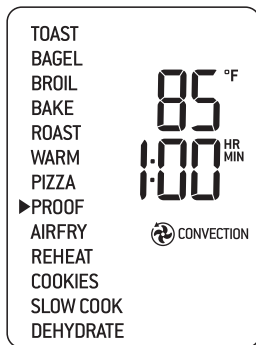 TOAST
BAGEL
BROIL
BAKE
ROAST
WARM
PIZZA
▶PROOF
AIRFRY
REHEAT
COOKIES
SLOW COOK
DEHYDRATE
85 °F
1:00 HR MIN
CONVECTION